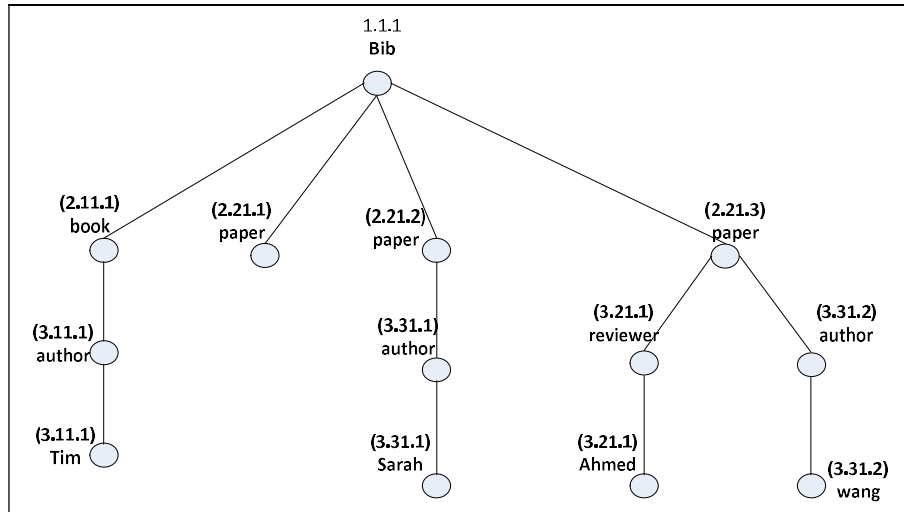 1.1.1
Bib
(2.11.1)
book
(2.21.1)
paper
(2.21.2)
paper
(2.21.3)
paper
(3.11.1)
author
(3.31.1)
author
(3.21.1)
reviewer
(3.31.2)
author
(3.11.1)
Tim
(3.31.1)
Sarah
(3.21.1)
Ahmed
(3.31.2)
wang